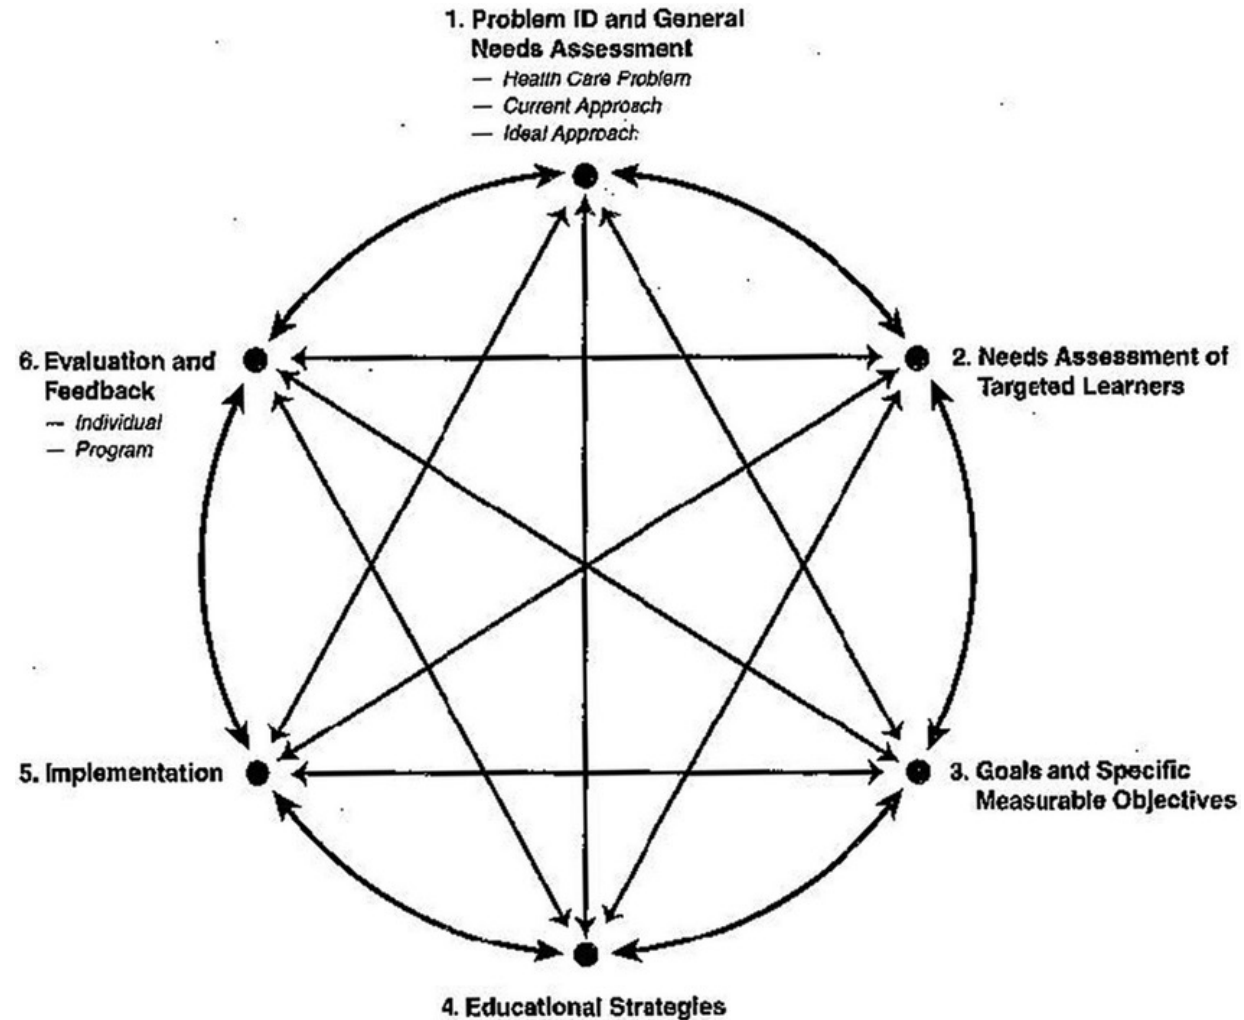 1. Problem ID and General
Needs Assessment
— Health Care Problem
— Current Approach
— Ideal Approach
2. Needs Assessment of
Targeted Learners
3. Goals and Specific
Measurable Objectives
4. Educational Strategies
5. Implementation
6. Evaluation and
Feedback
— Individual
— Program